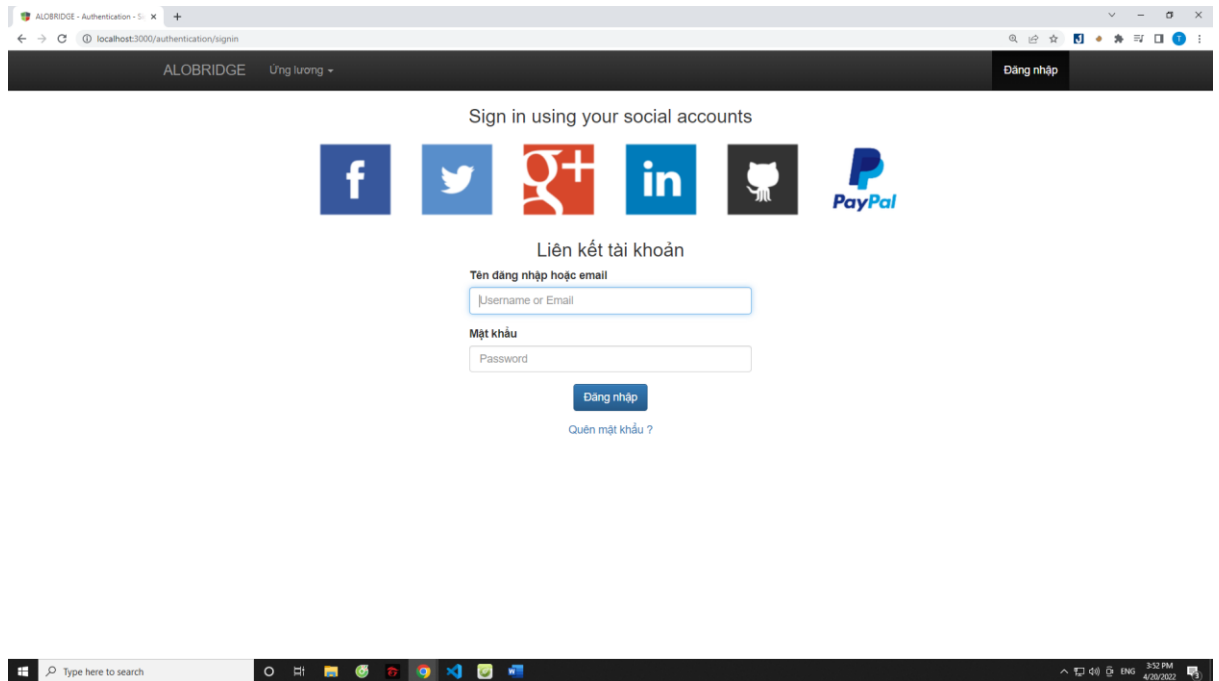 ALOBRIDGE - Authentication - Si
localhost:3000/authentication/signin
ALOBRIDGE Ứng lương Đăng nhập
Sign in using your social accounts
f g+ in PayPal
Liên kết tài khoản
Tên đăng nhập hoặc email
Username or Email
Mật khẩu
Password
Đăng nhập
Quên mật khẩu ?
Type here to search
ENG
3:52 PM
4/20/2022